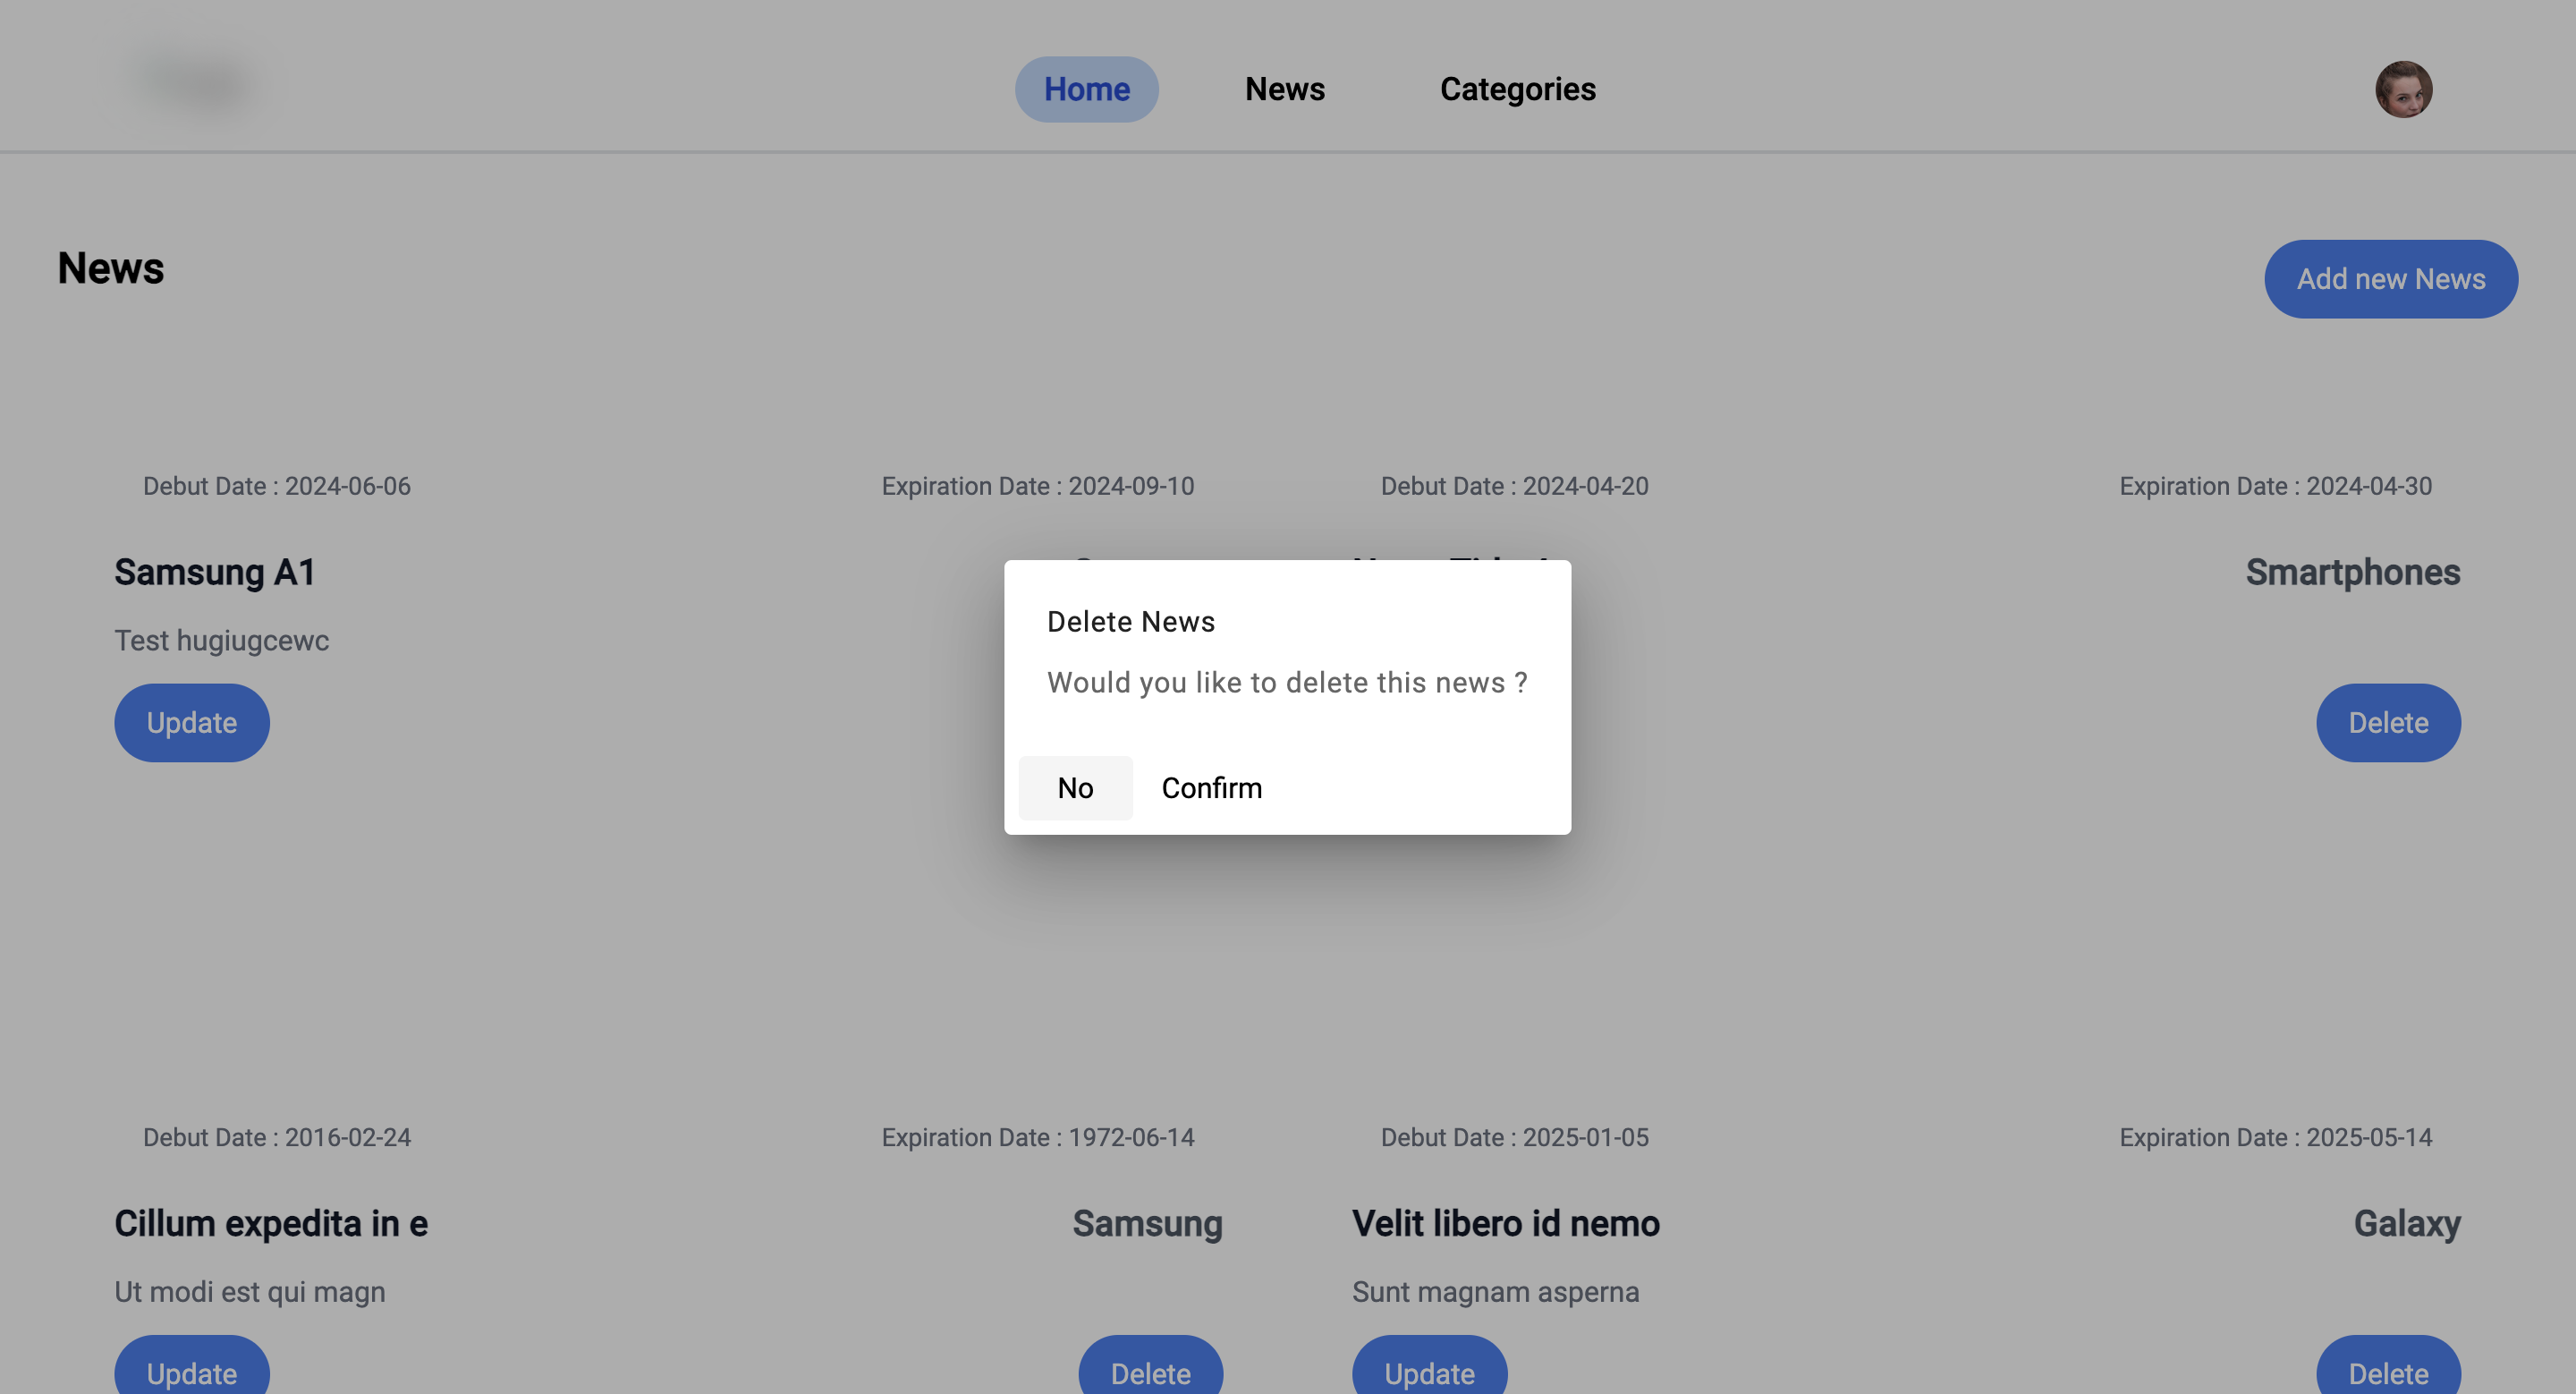 Home News Categories
News
Add new News
Debut Date : 2024-06-06 Expiration Date : 2024-09-10
Samsung A1
Test hugiugcewc
Update
Debut Date : 2024-04-20 Expiration Date : 2024-04-30
Smartphones
Delete
Delete News
Would you like to delete this news ?
No Confirm
Debut Date : 2016-02-24 Expiration Date : 1972-06-14
Cillum expedita in e Samsung
Ut modi est qui magn
Update Delete
Debut Date : 2025-01-05 Expiration Date : 2025-05-14
Velit libero id nemo Galaxy
Sunt magnam asperna
Update Delete